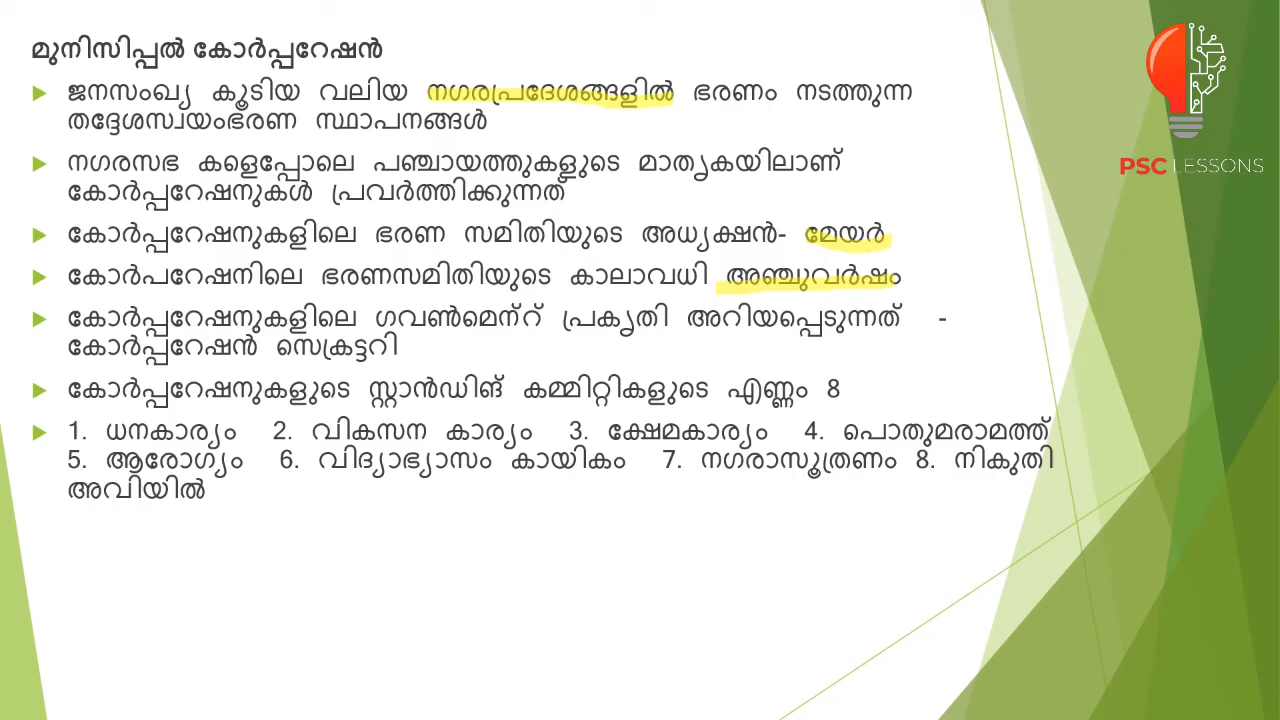 മുനിസിപ്പൽ കോർപ്പറേഷൻ
ജനസംഖ്യ കൂടിയ വലിയ നഗരപ്രദേശങ്ങളിൽ ഭരണം നടത്തുന്ന
തദ്ദേശസ്വയംഭരണ സ്ഥാപനങ്ങൾ
നഗരസഭ കളെപ്പോലെ പഞ്ചായത്തുകളുടെ മാതൃകയിലാണ്
കോർപ്പറേഷനുകൾ പ്രവർത്തിക്കുന്നത്
കോർപ്പറേഷനുകളിലെ ഭരണ സമിതിയുടെ അധ്യക്ഷൻ- മേയർ
കോർപറേഷനിലെ ഭരണസമിതിയുടെ കാലാവധി അഞ്ചുവർഷം
കോർപ്പറേഷനുകളിലെ ഗവൺമെന്റ് പ്രകൃതി അറിയപ്പെടുന്നത് -
കോർപ്പറേഷൻ സെക്രട്ടറി
കോർപ്പറേഷനുകളുടെ സ്റ്റാൻഡിങ് കമ്മിറ്റികളുടെ എണ്ണം 8
1. ധനകാര്യം 2. വികസന കാര്യം 3. ക്ഷേമകാര്യം 4. പൊതുമരാമത്ത്
5. ആരോഗ്യം 6. വിദ്യാഭ്യാസം കായികം 7. നഗരാസൂത്രണം 8. നികുതി
അവിയിൽ
PSC LESSONS